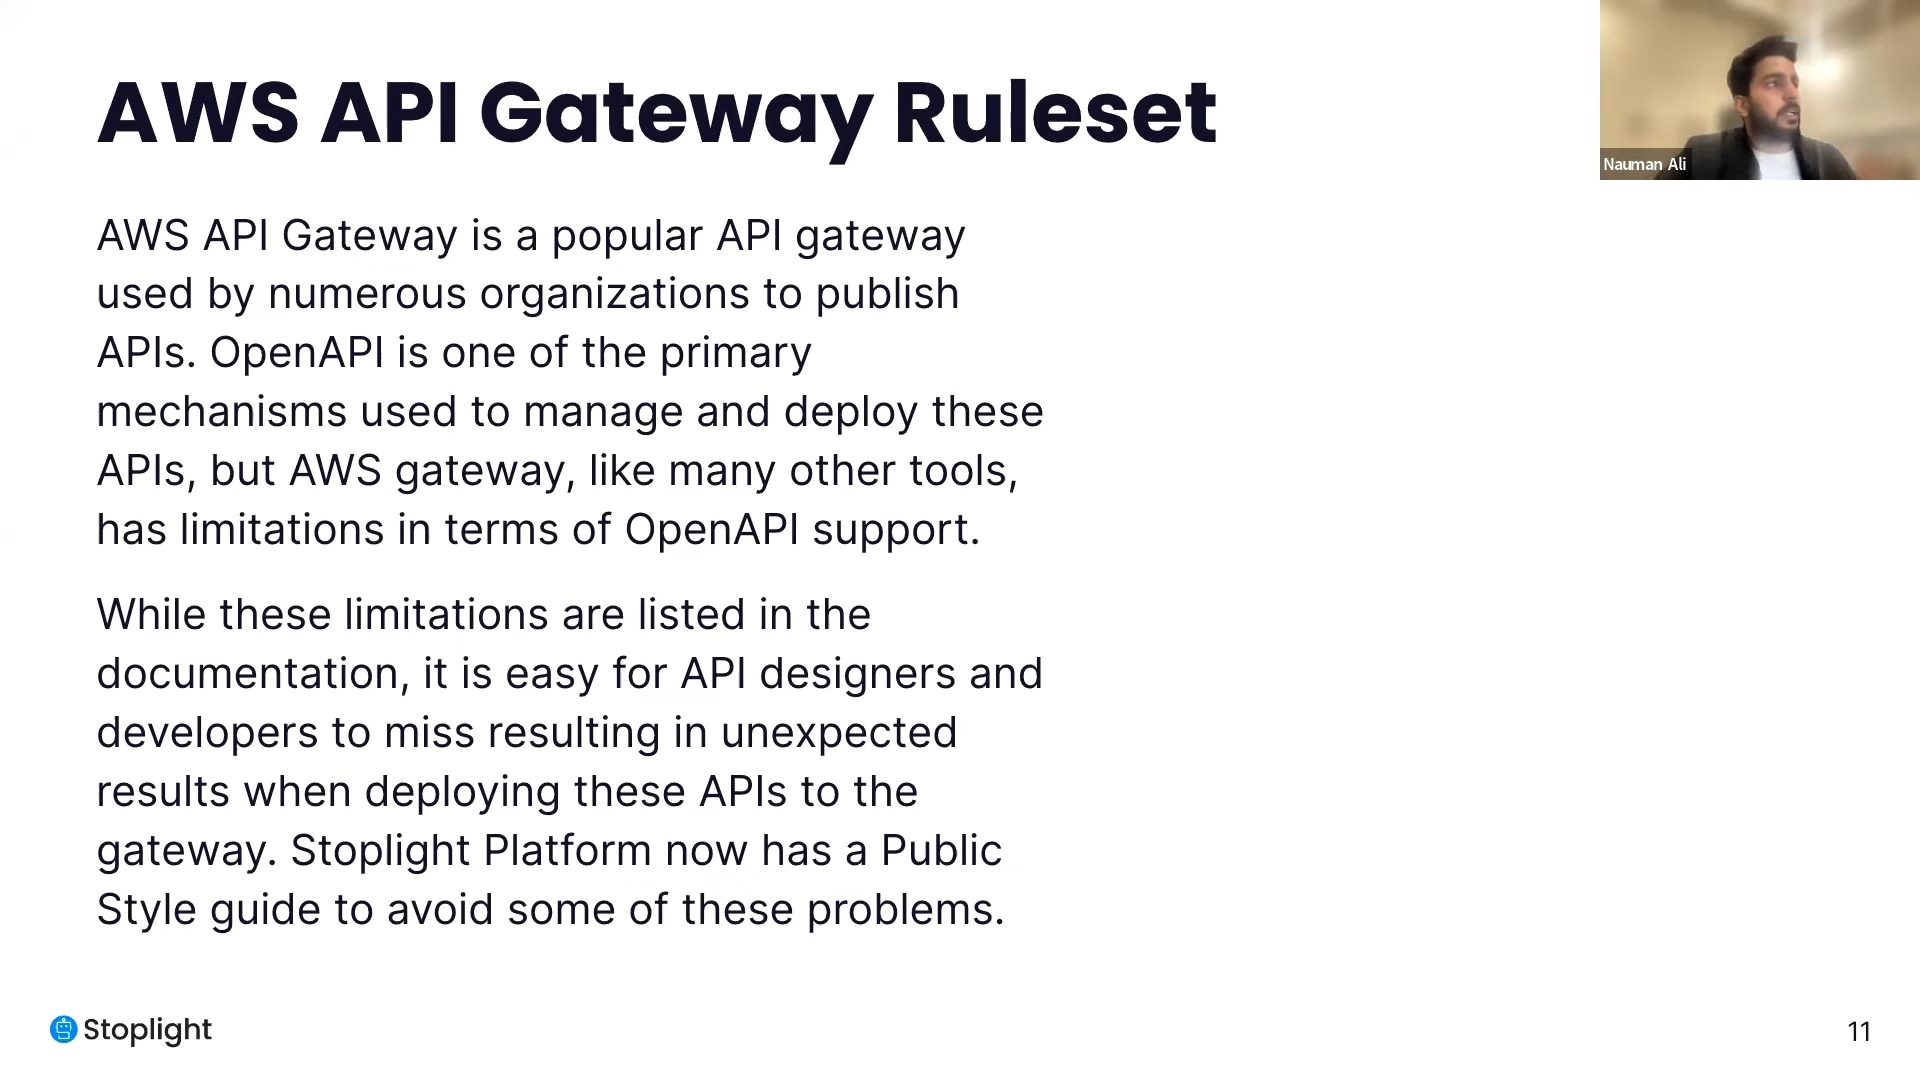 AWS API Gateway Ruleset
Nauman Ali
AWS API Gateway is a popular API gateway
used by numerous organizations to publish
APIs. OpenAPI is one of the primary
mechanisms used to manage and deploy these
APIs, but AWS gateway, like many other tools,
has limitations in terms of OpenAPI support.
While these limitations are listed in the
documentation, it is easy for API designers and
developers to miss resulting in unexpected
results when deploying these APIs to the
gateway. Stoplight Platform now has a Public
Style guide to avoid some of these problems.
Stoplight
11